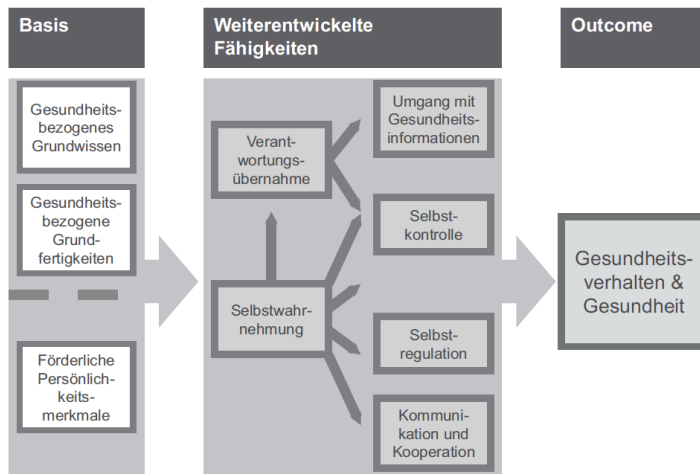 Basis
Gesundheits-
bezogenes
Grundwissen
Gesundheits-
bezogene
Grund-
fertigkeiten
Förderliche
Persönlich-
keits-
merkmale
Weiterentwickelte
Fähigkeiten
Verant-
wortungs-
übernahme
Selbstwahr-
nehmung
Umgang mit
Gesundheits-
informationen
Selbst-
kontrolle
Selbst-
regulation
Kommuni-
kation und
Kooperation
Outcome
Gesundheits-
verhalten &
Gesundheit